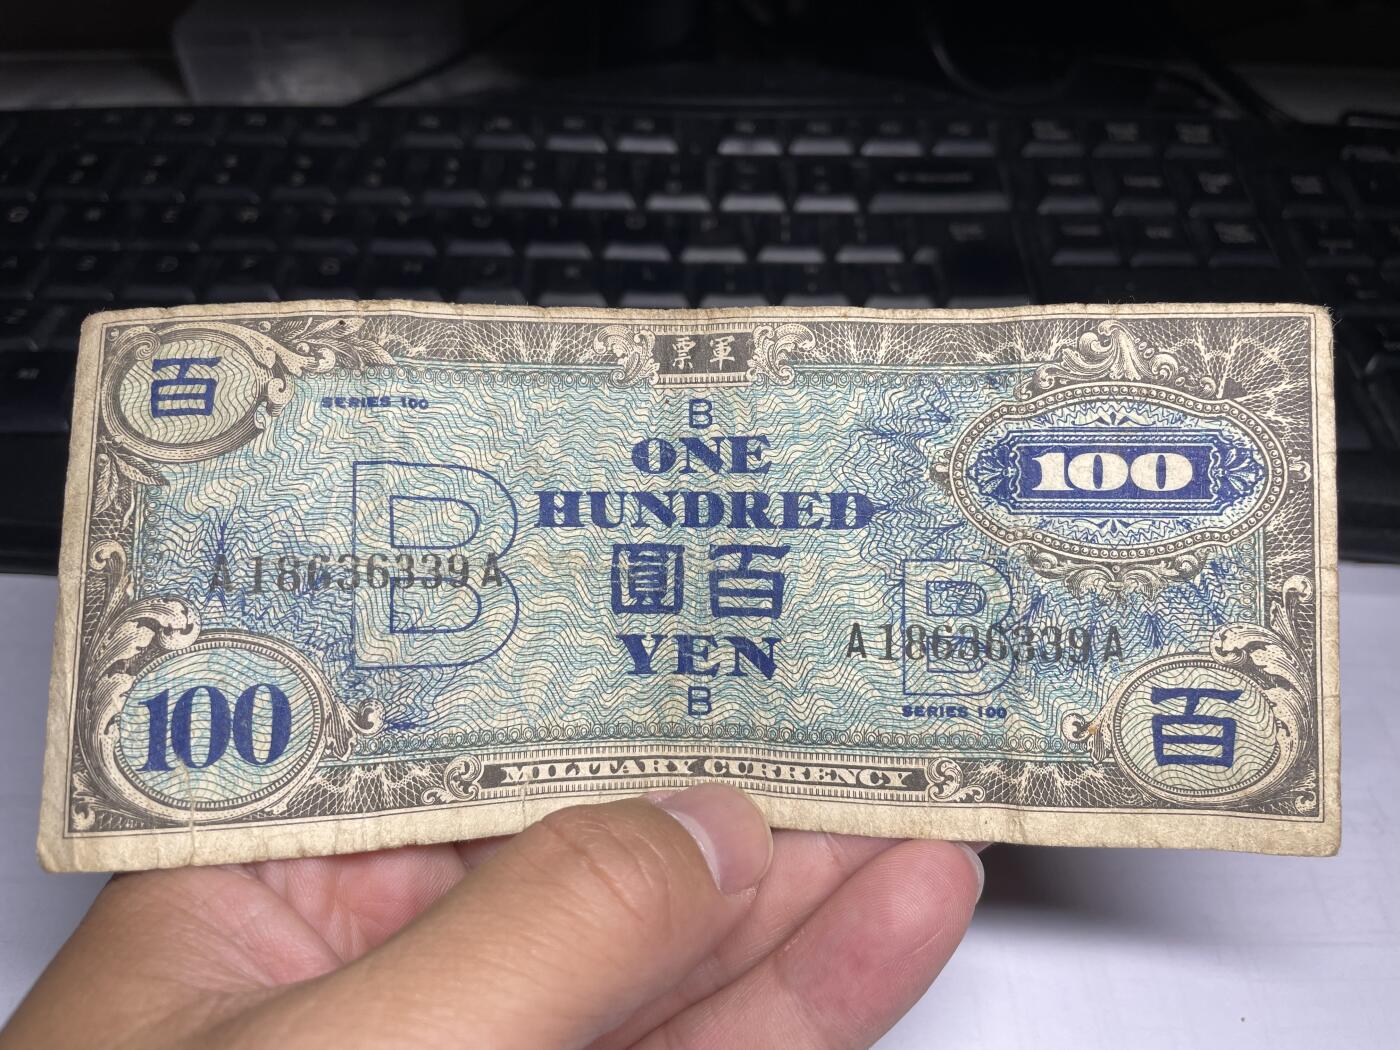 票軍
百
SERIES 100
B
ONE
100
HUNDRED
B
圓百
A18636339A
B
YEN
A18636339A
B
SERIES 100
100
百
MILITARY CURRENCY